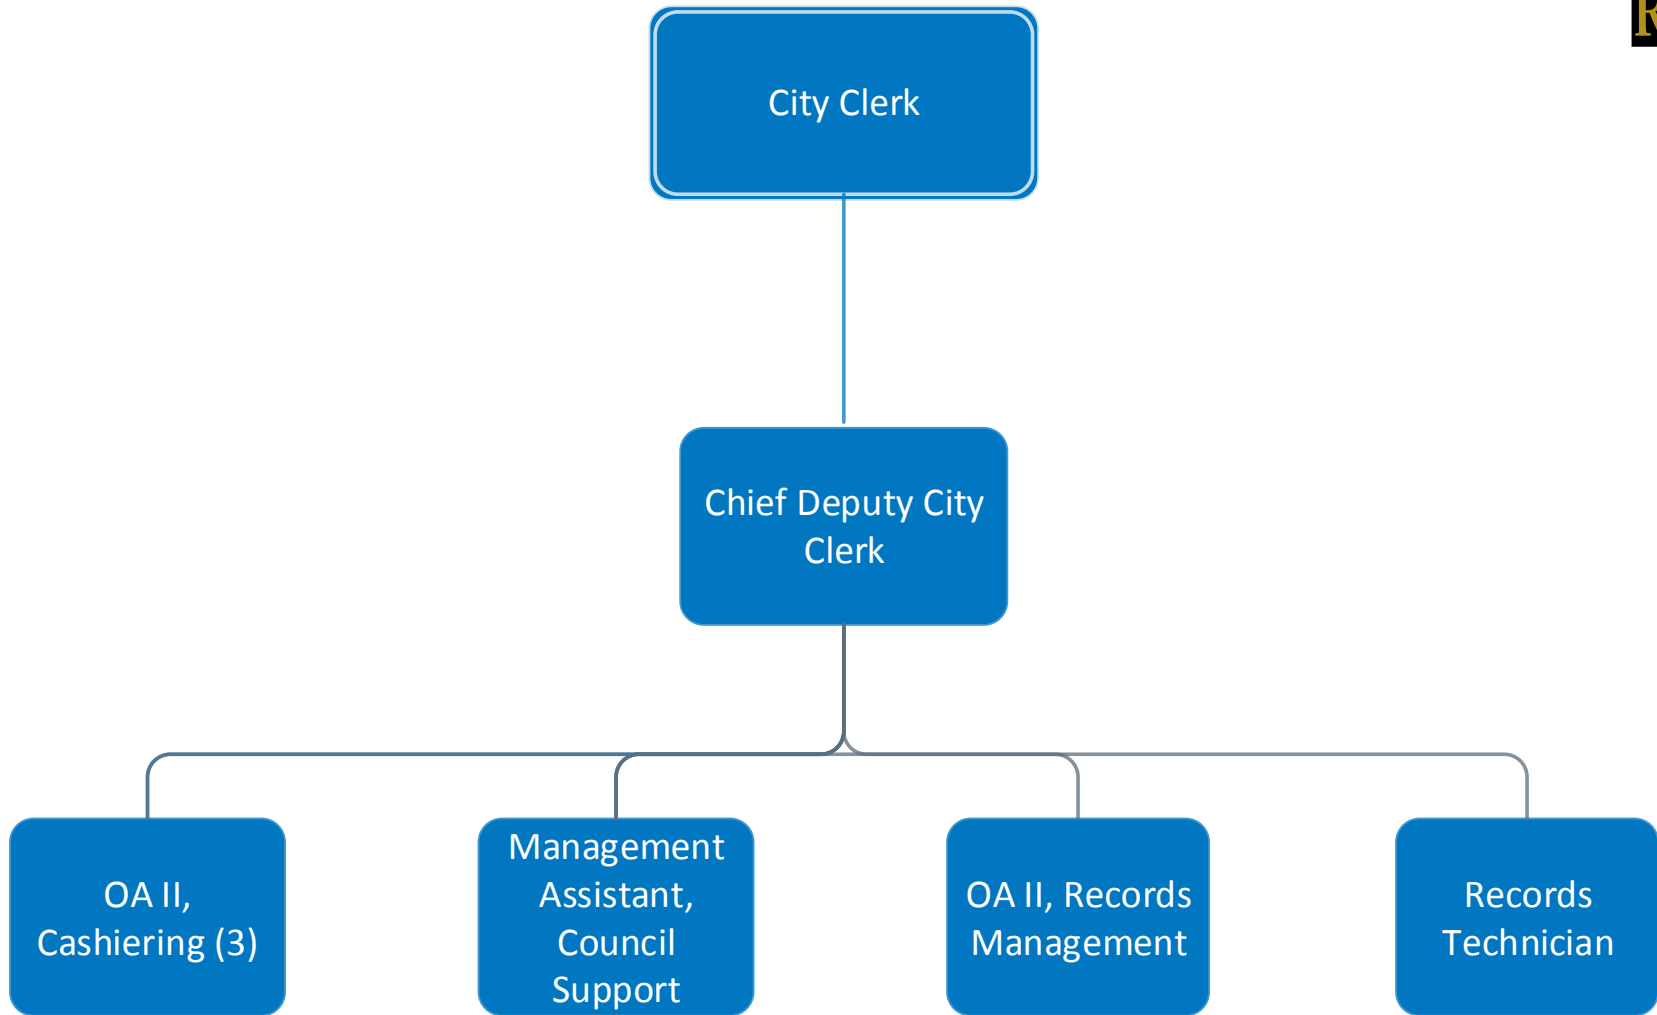 R
City Clerk
Chief Deputy City
Clerk
OA II,
Cashiering (3)
Management
Assistant,
Council
Support
OA II, Records
Management
Records
Technician